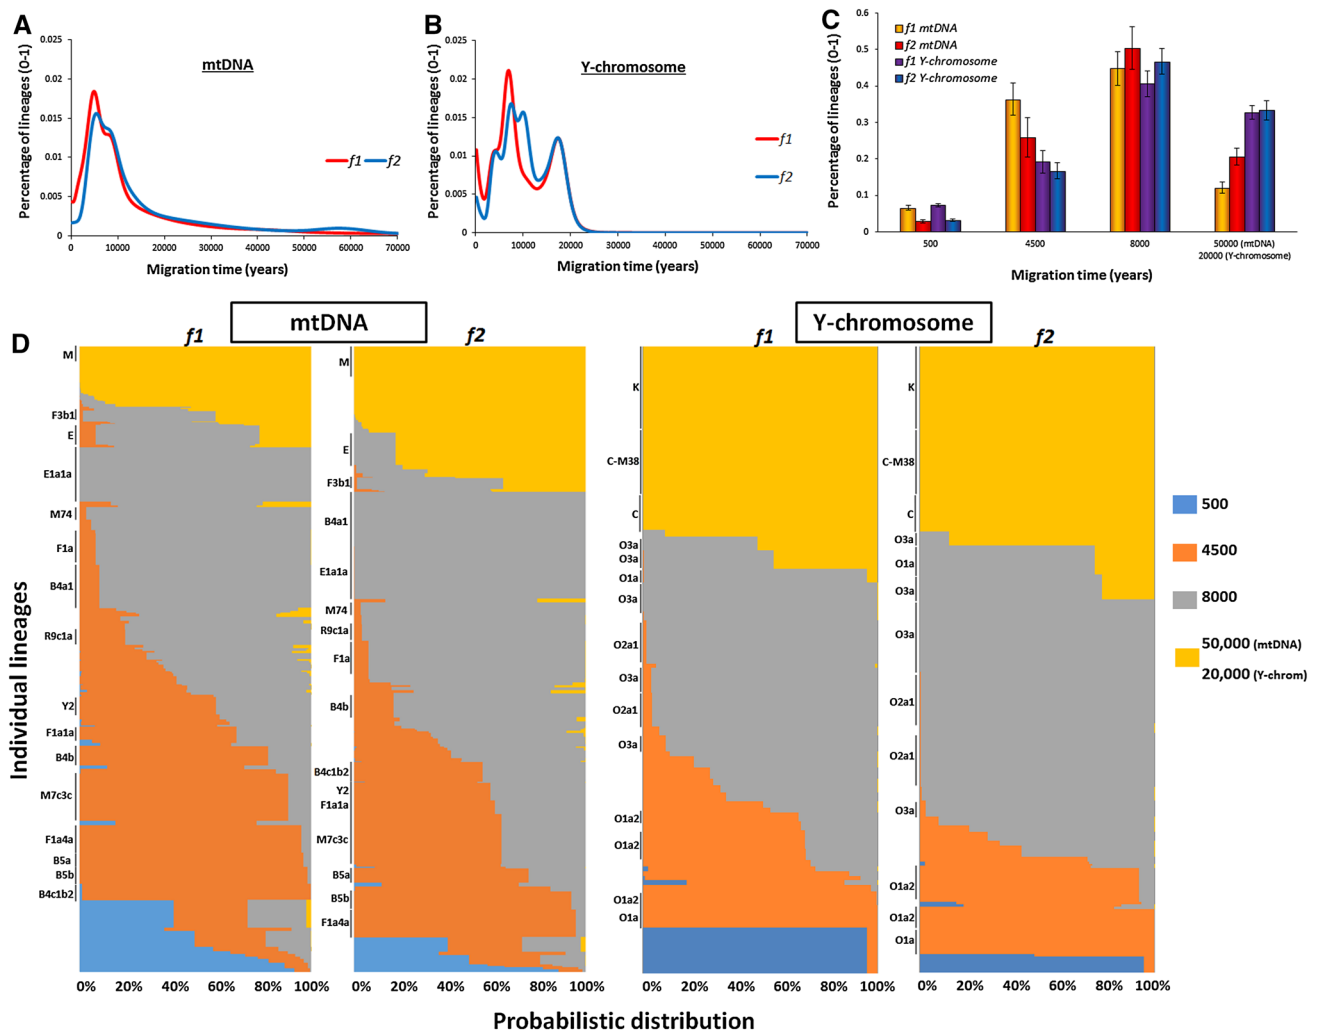 A
mtDNA
Percentage of lineages (0-1)
0.025
0.02
0.015
0.01
0.005
0
f1
f2
0
10000
20000
30000
40000
50000
60000
70000
Migration time (years)
B
Y-chromosome
Percentage of lineages (0-1)
0.025
0.02
0.015
0.01
0.005
0
f1
f2
0
10000
20000
30000
40000
50000
60000
70000
Migration time (years)
C
Percentage of lineages (0-1)
0.6
0.5
0.4
0.3
0.2
0.1
0
f1 mtDNA
f2 mtDNA
f1 Y-chromosome
f2 Y-chromosome
500
4500
8000
50000 (mtDNA)
20000 (Y-chromosome)
Migration time (years)
D
mtDNA
Y-chromosome
f1
f2
f1
f2
Individual lineages
M
F3b1
E
E1a1a
M74
F1a
B4a1
R9c1a
Y2
F1a1a
B4b
M7c3c
F1a4a
B5a
B5b
B4c1b2
0% 20% 40% 60% 80% 100%
M
E
F3b1
B4a1
E1a1a
M74
R9c1a
F1a
B4b
B4c1b2
Y2
F1a1a
M7c3c
B5a
B5b
F1a4a
0% 20% 40% 60% 80% 100%
K
C-M38
C
O3a
O3a
O1a
O3a
O2a1
O3a
O2a1
O3a
O1a2
O1a2
O1a2
O1a
0% 20% 40% 60% 80% 100%
K
C-M38
C
O3a
O1a
O3a
O3a
O2a1
O2a1
O3a
O1a2
O1a2
O1a
0% 20% 40% 60% 80% 100%
500
4500
8000
50,000 (mtDNA)
20,000 (Y-chrom)
Probabilistic distribution